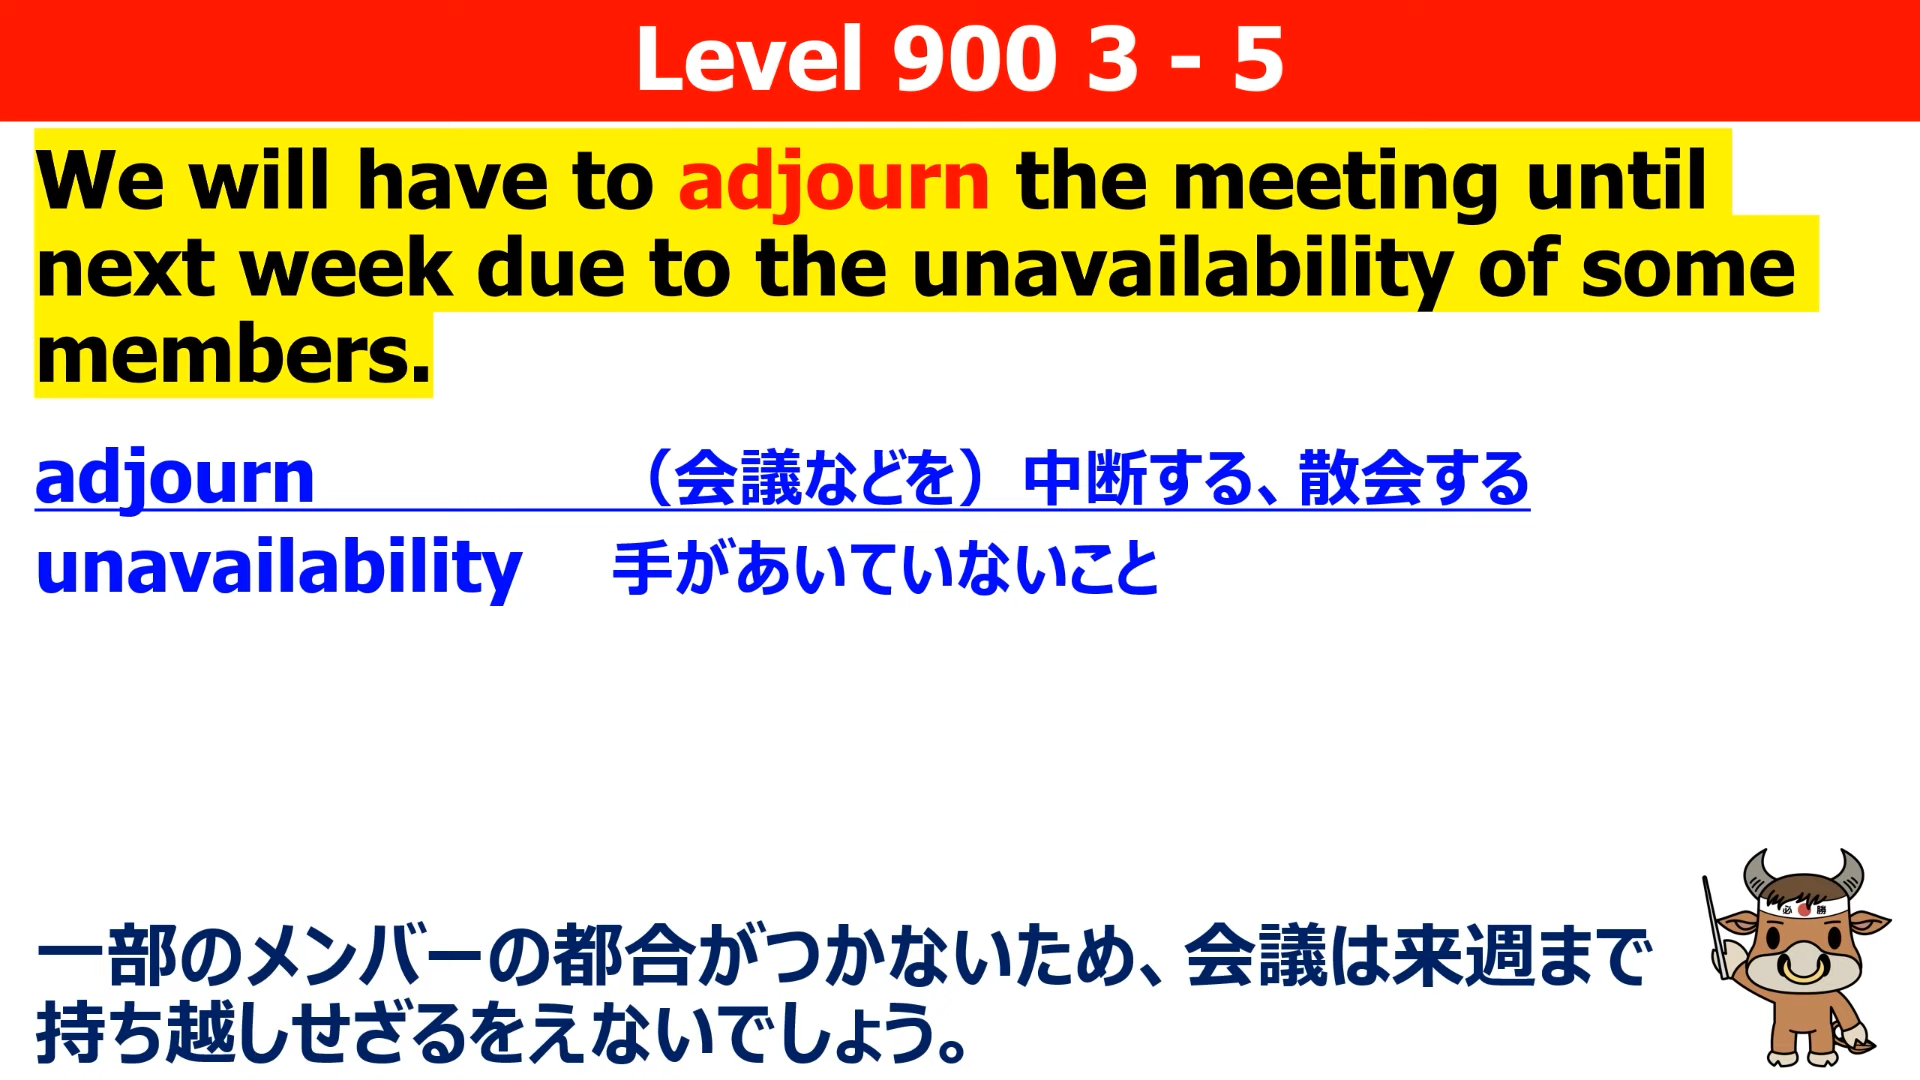 Level 900 3 - 5
We will have to adjourn the meeting until
next week due to the unavailability of some
members.
adjourn （会議などを）中断する、散会する
unavailability 手があいていないこと
一部のメンバーの都合がつかないため、会議は来週まで
持ち越しせざるをえないでしょう。
必 勝